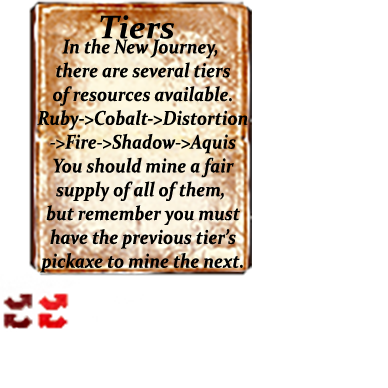 Tiers
In the New Journey,
there are several tiers
of resources available.
Ruby->Cobalt->Distortion
->Fire->Shadow->Aquis
You should mine a fair
supply of all of them,
but remember you must
have the previous tier's
pickaxe to mine the next.